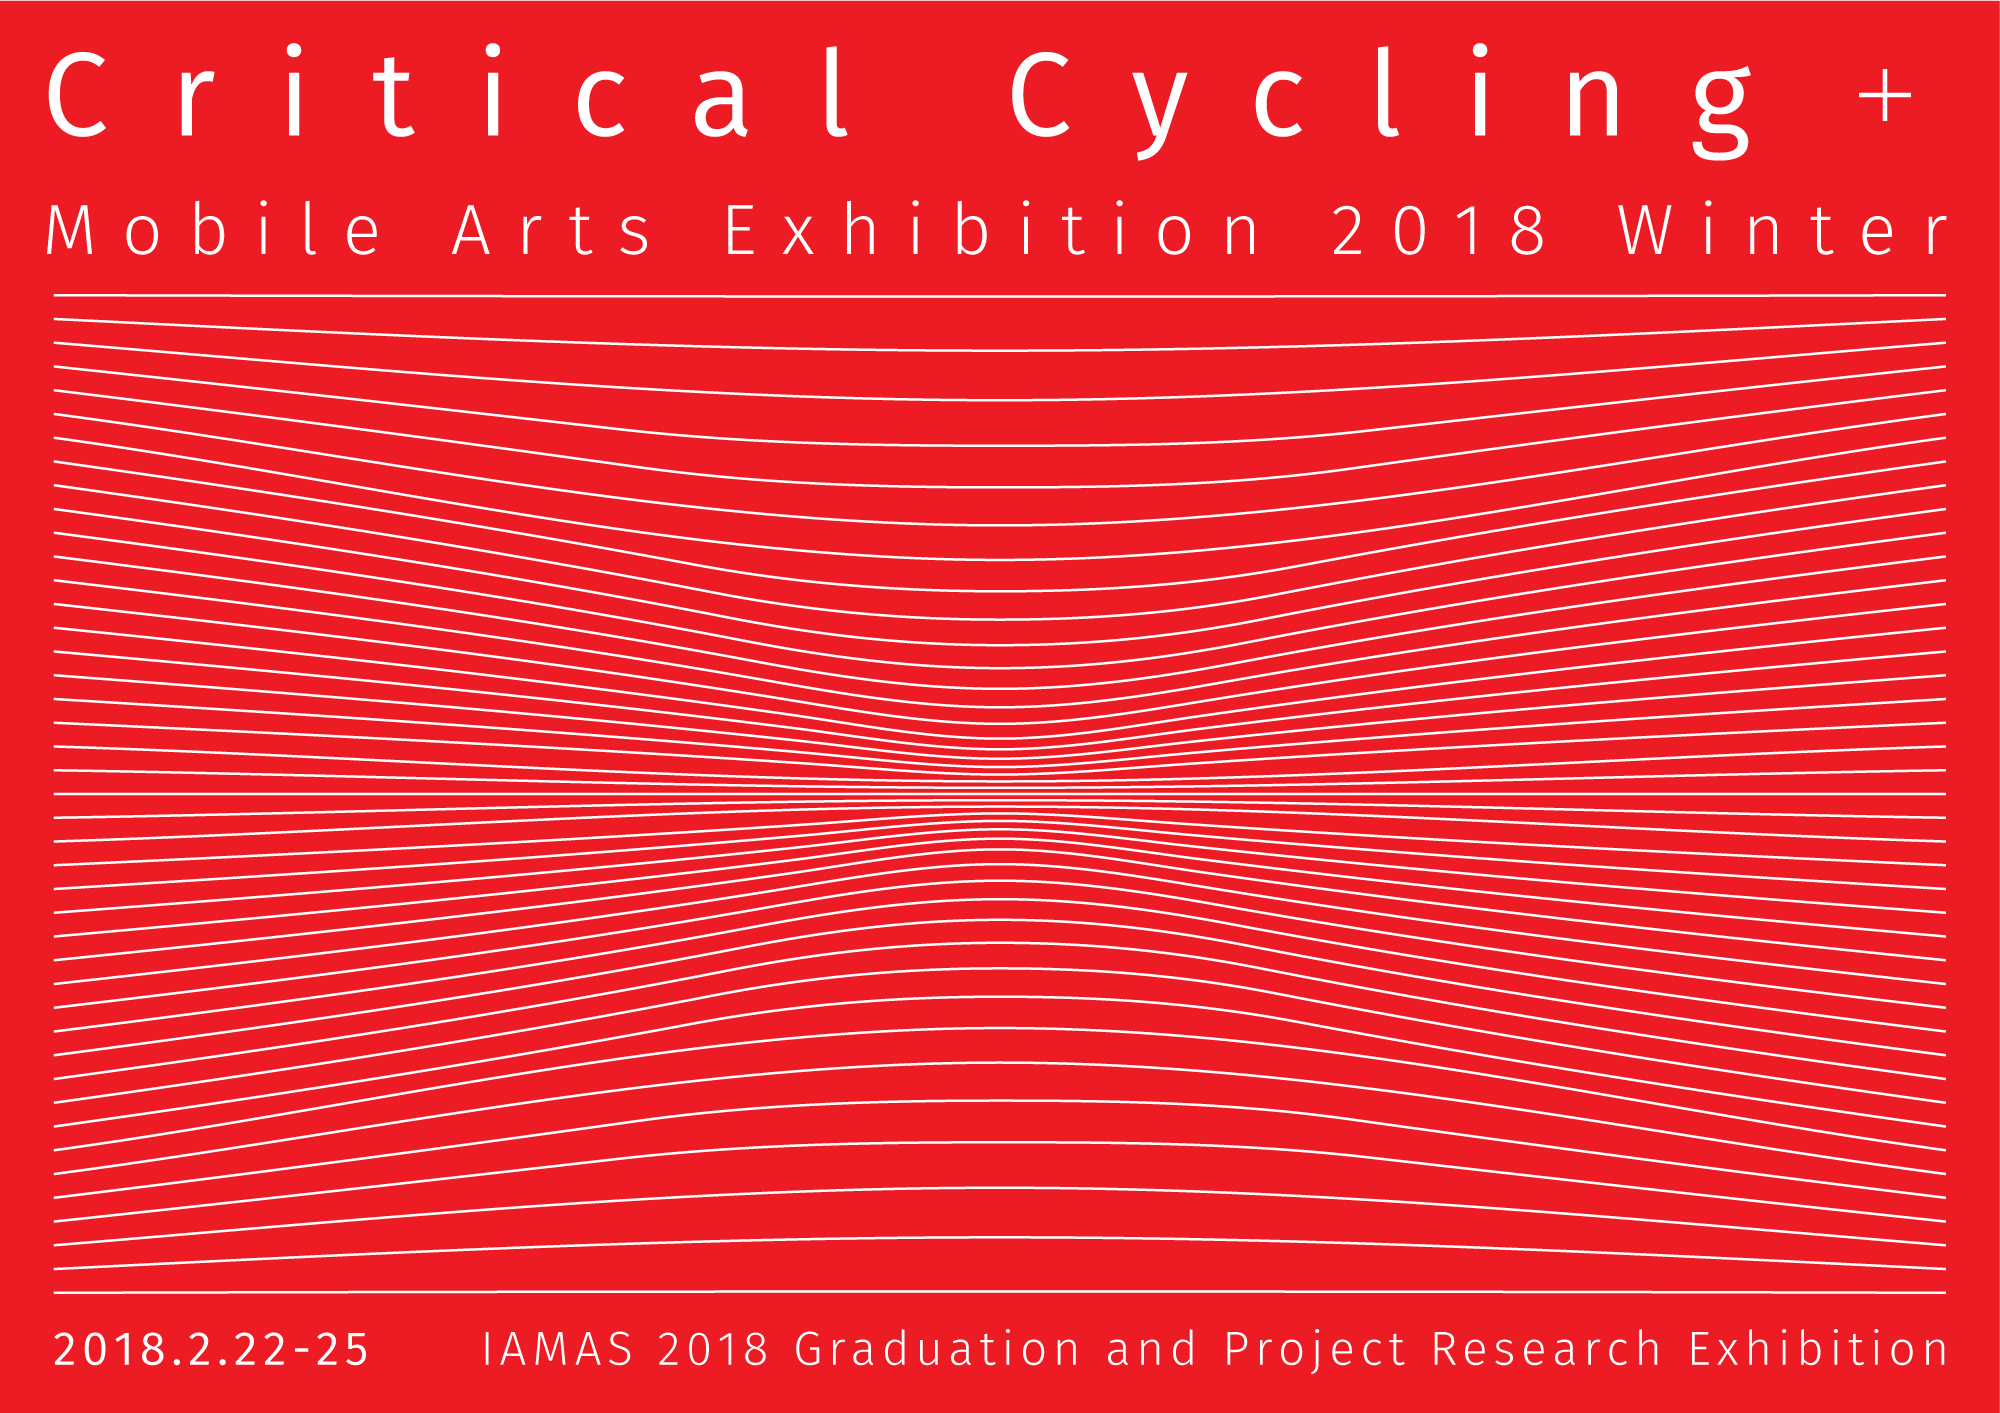 Critical Cycling +
Mobile Arts Exhibition 2018 Winter
2018.2.22-25 IAMAS 2018 Graduation and Project Research Exhibition